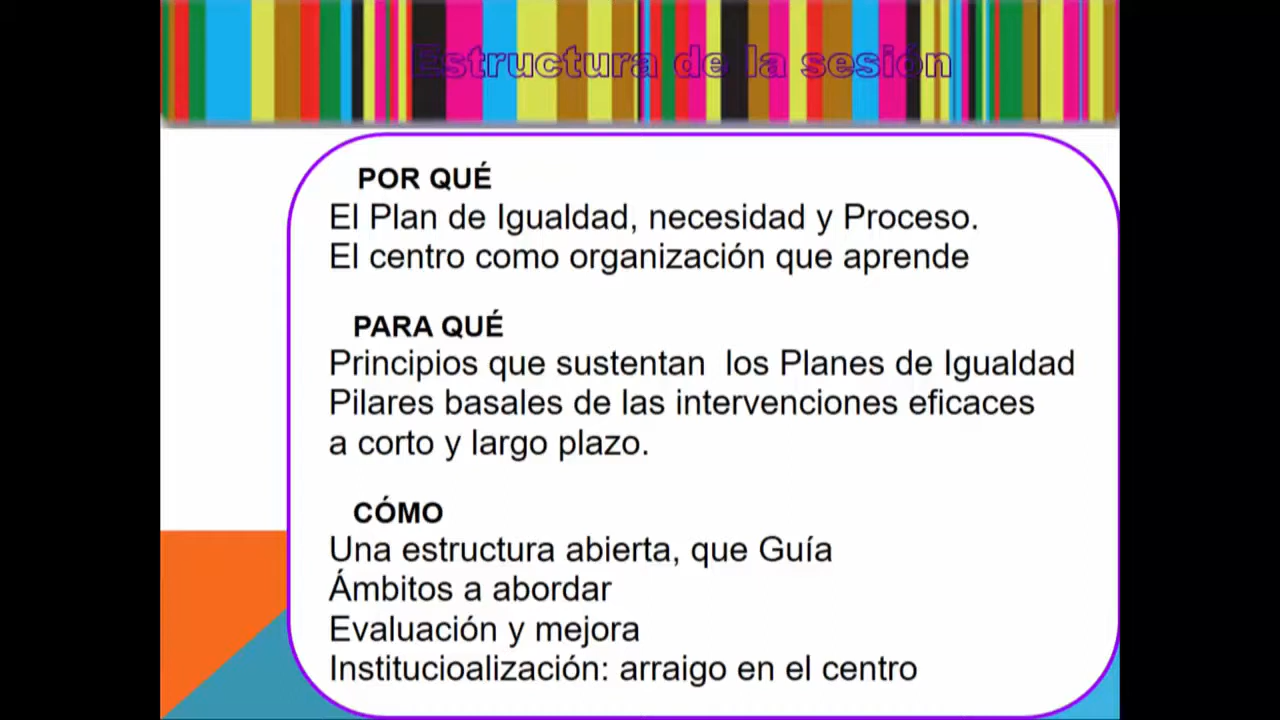 Estructura de la sesión
POR QUÉ
El Plan de Igualdad, necesidad y Proceso.
El centro como organización que aprende
PARA QUÉ
Principios que sustentan los Planes de Igualdad
Pilares basales de las intervenciones eficaces
a corto y largo plazo.
CÓMO
Una estructura abierta, que Guía
Ámbitos a abordar
Evaluación y mejora
Institucioalización: arraigo en el centro